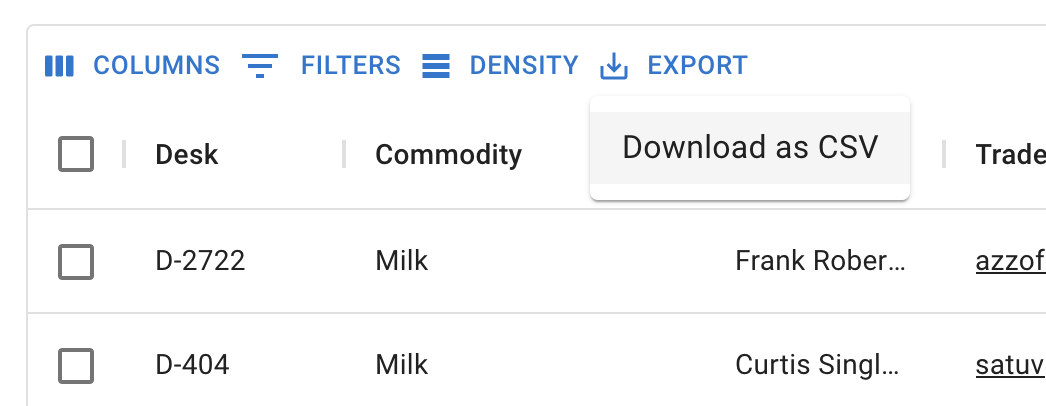 COLUMNS FILTERS DENSITY EXPORT
Download as CSV
Desk Commodity Trade
D-2722 Milk Frank Rober... azzof
D-404 Milk Curtis Singl... satuv